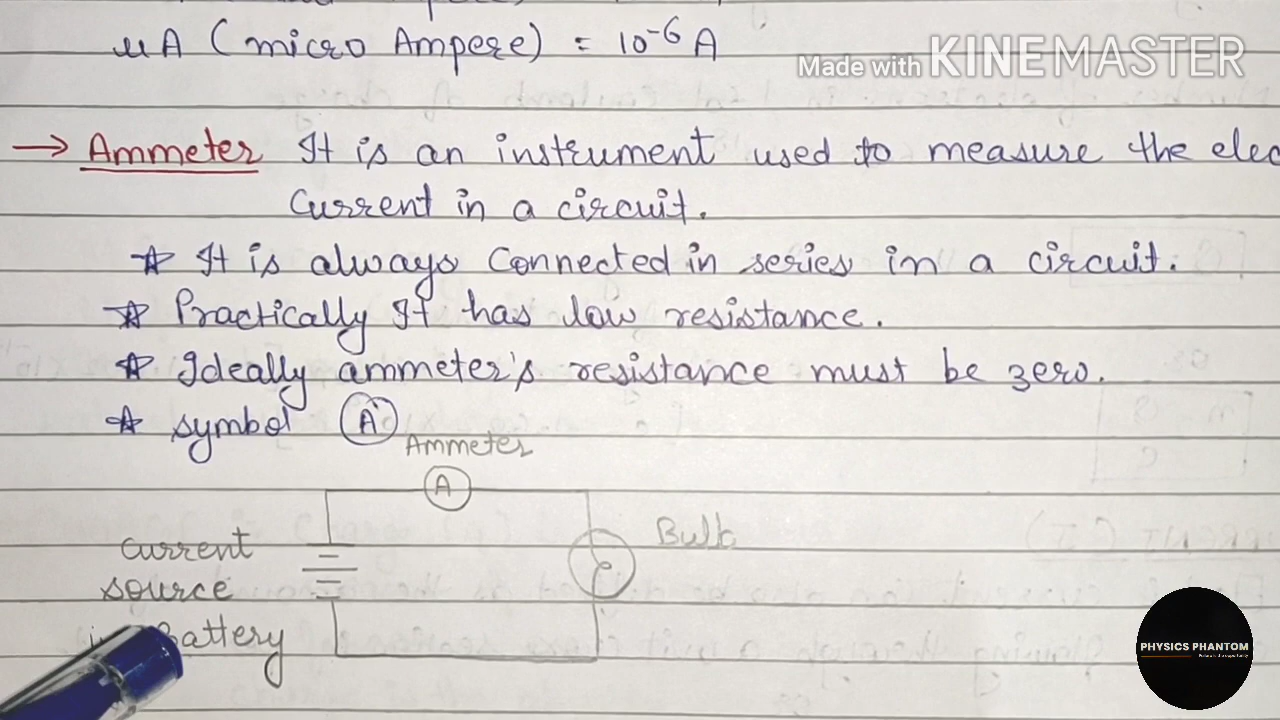 μA (micro Ampere) = 10⁻⁶ A
Made with KINEMASTER
→ Ammeter It is an instrument used to measure the elec
Current in a circuit.
☆ It is always connected in series in a circuit.
☆ Practically It has low resistance.
☆ Ideally ammeter's resistance must be zero.
☆ symbol (A)
Ammeter
A
Bulb
Current
source
Battery
PHYSICS PHANTOM